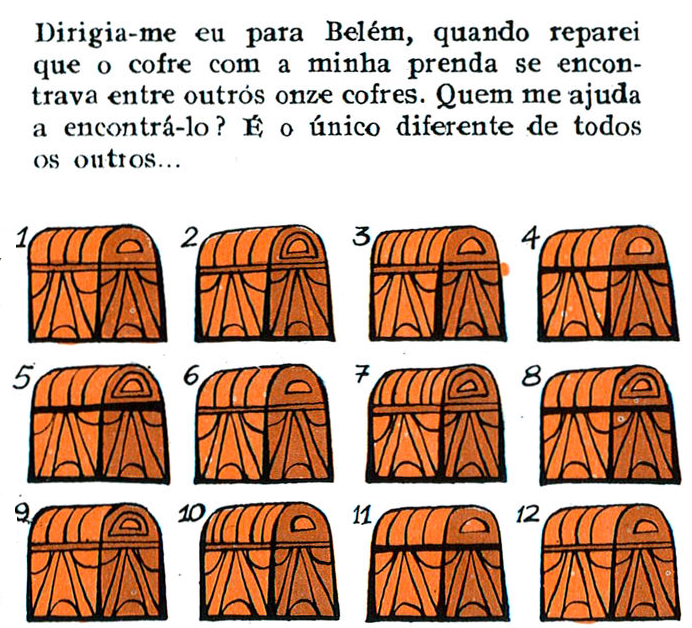 Dirigia-me eu para Belém, quando reparei
que o cofre com a minha prenda se encon-
trava entre outrós onze cofres. Quem me ajuda
a encontrá-lo? É o único diferente de todos
os outros...
1 2 3 4
5 6 7 8
9 10 11 12